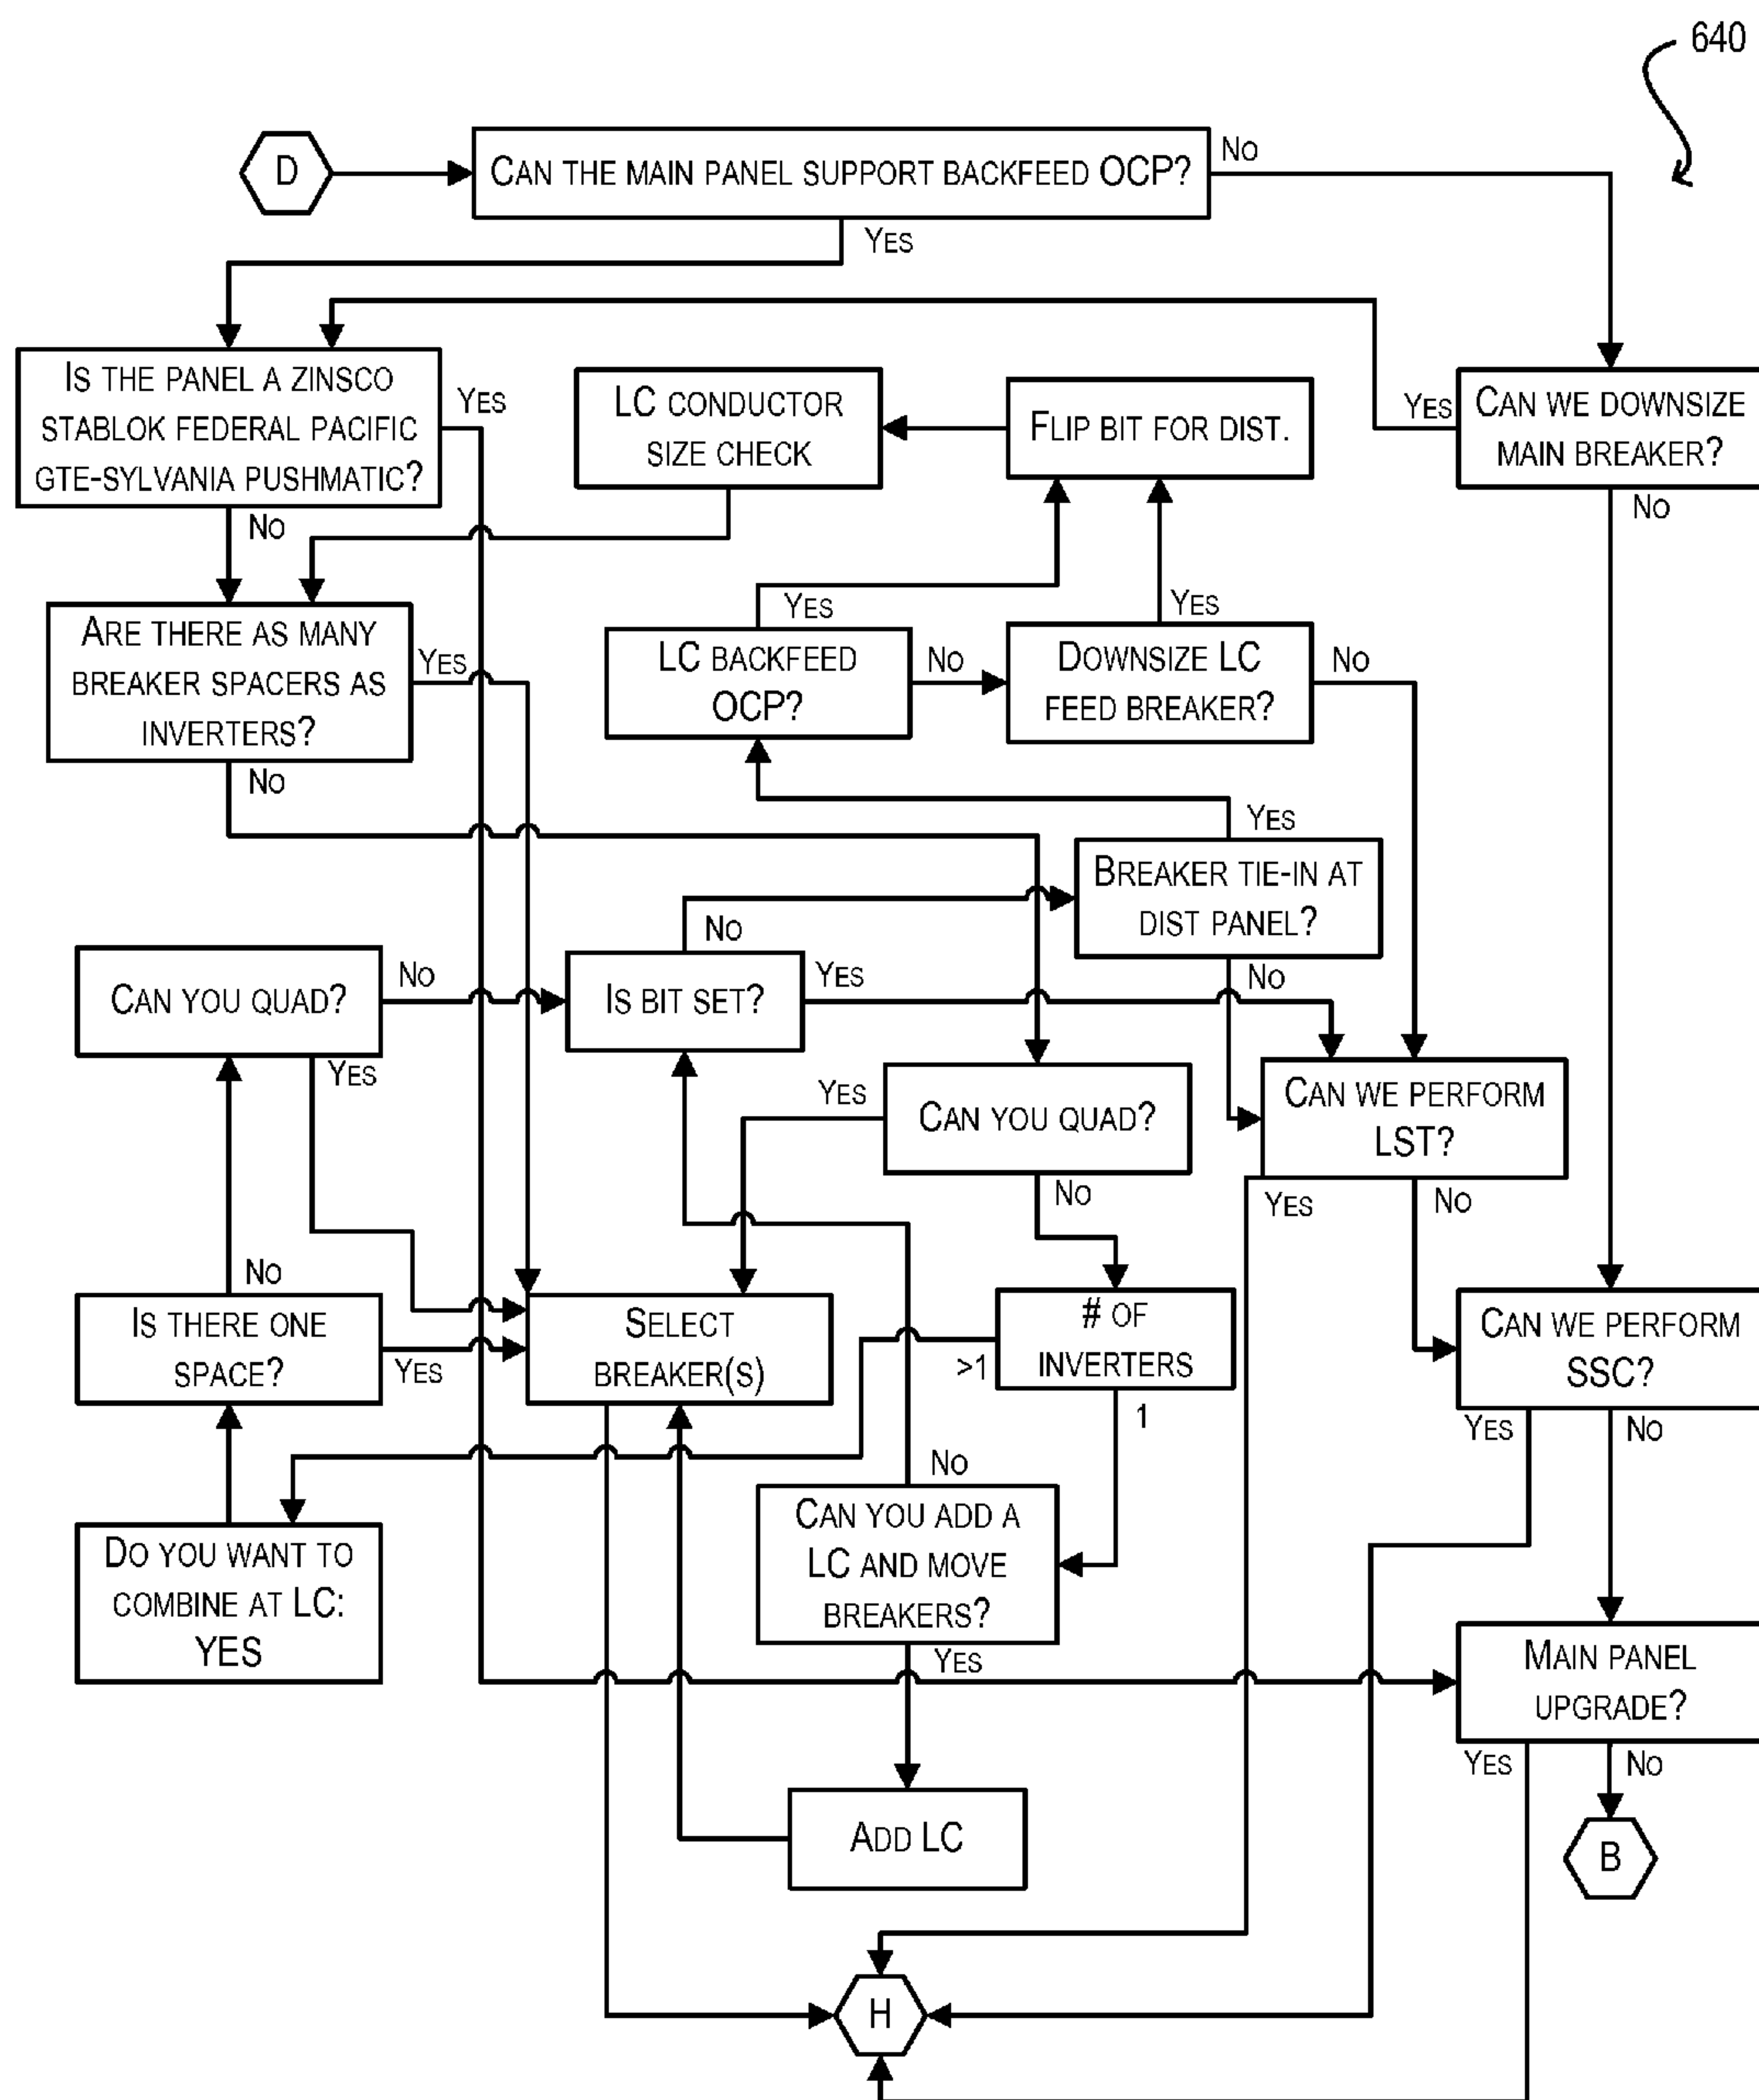 640
D
CAN THE MAIN PANEL SUPPORT BACKFEED OCP?
NO
YES
IS THE PANEL A ZINSCO
STABLOK FEDERAL PACIFIC
GTE-SYLVANIA PUSHMATIC?
YES
NO
LC CONDUCTOR
SIZE CHECK
FLIP BIT FOR DIST.
YES
CAN WE DOWNSIZE
MAIN BREAKER?
NO
ARE THERE AS MANY
BREAKER SPACERS AS
INVERTERS?
YES
NO
YES
LC BACKFEED
OCP?
NO
YES
DOWNSIZE LC
FEED BREAKER?
NO
YES
BREAKER TIE-IN AT
DIST PANEL?
NO
CAN YOU QUAD?
NO
YES
NO
IS BIT SET?
YES
YES
CAN YOU QUAD?
NO
CAN WE PERFORM
LST?
YES
NO
NO
IS THERE ONE
SPACE?
YES
SELECT
BREAKER(S)
# OF
INVERTERS
>1
1
CAN WE PERFORM
SSC?
YES
NO
DO YOU WANT TO
COMBINE AT LC:
YES
NO
CAN YOU ADD A
LC AND MOVE
BREAKERS?
YES
MAIN PANEL
UPGRADE?
YES
NO
ADD LC
B
H